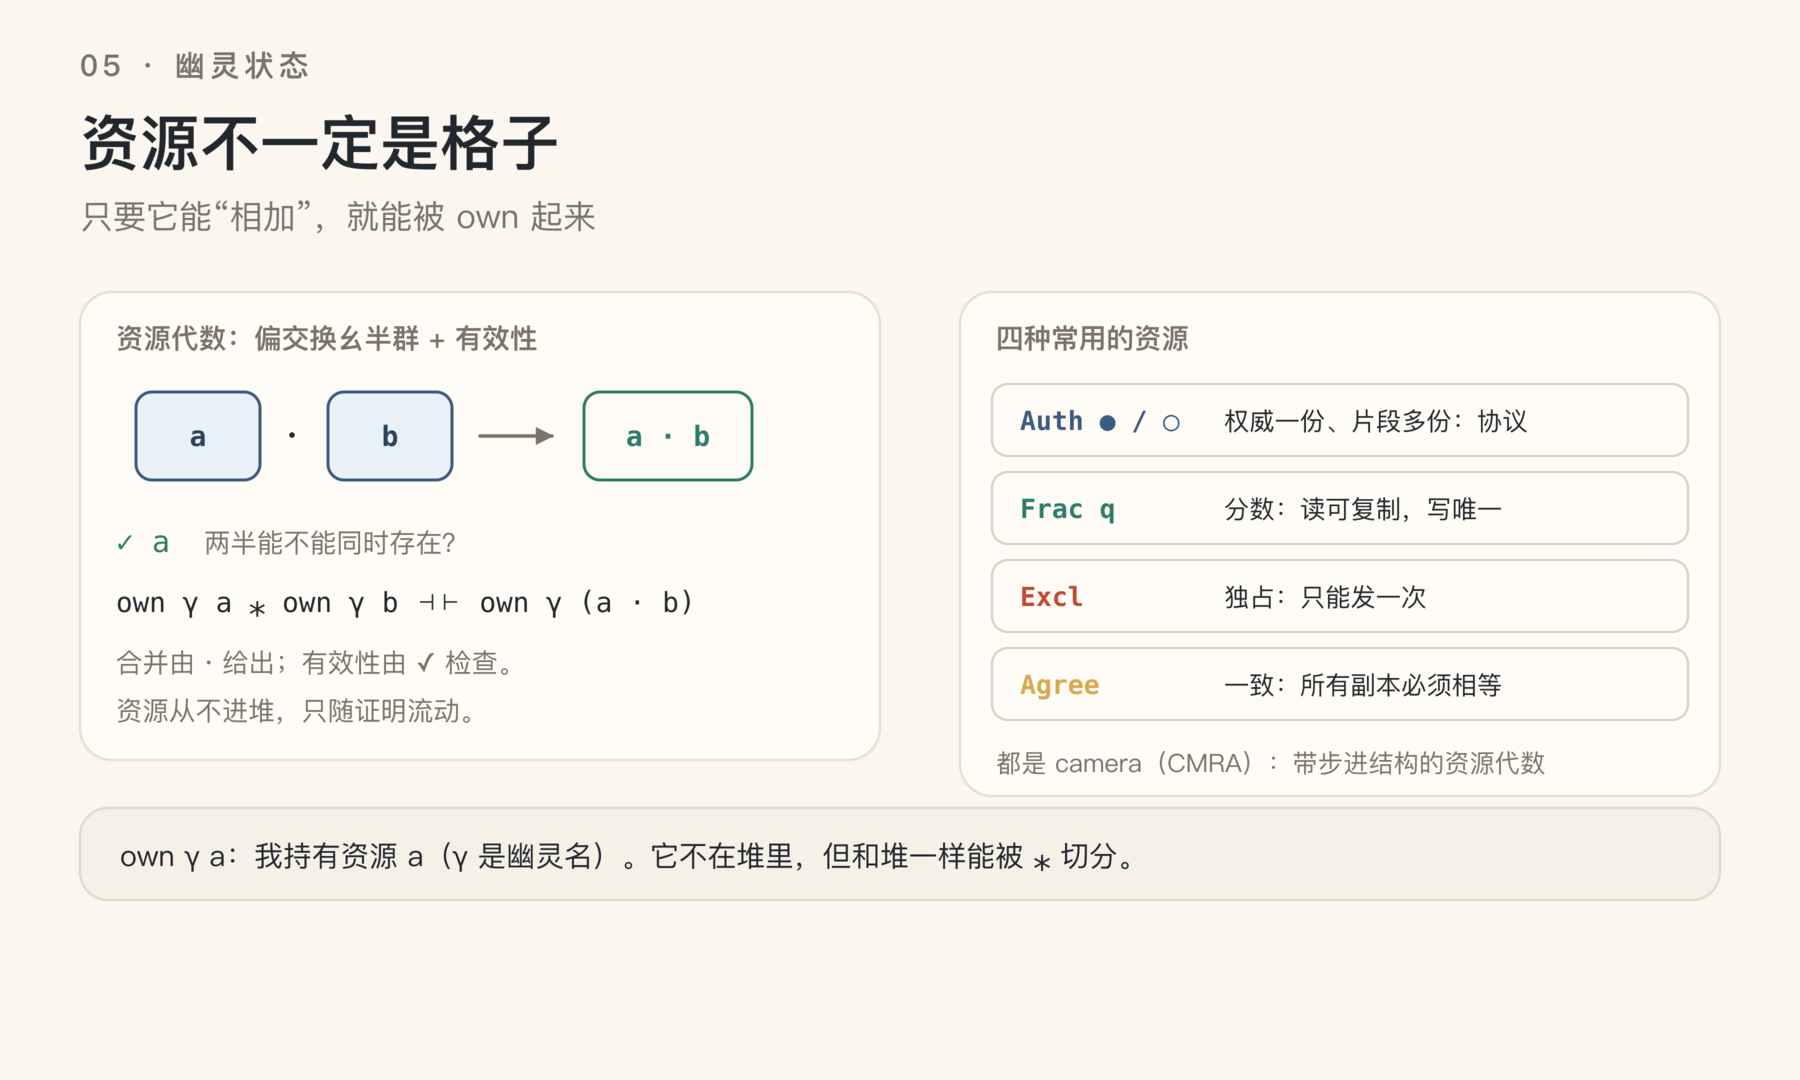 05 · 幽灵状态
资源不一定是格子
只要它能“相加”，就能被 own 起来
资源代数：偏交换幺半群 + 有效性
a · b a · b
✓ a 两半能不能同时存在？
own γ a ∗ own γ b ⊣⊢ own γ (a · b)
合并由 · 给出；有效性由 ✓ 检查。
资源从不进堆，只随证明流动。
四种常用的资源
Auth ● / ○ 权威一份、片段多份：协议
Frac q 分数：读可复制，写唯一
Excl 独占：只能发一次
Agree 一致：所有副本必须相等
都是 camera（CMRA）：带步进结构的资源代数
own γ a：我持有资源 a（γ 是幽灵名）。它不在堆里，但和堆一样能被 ∗ 切分。